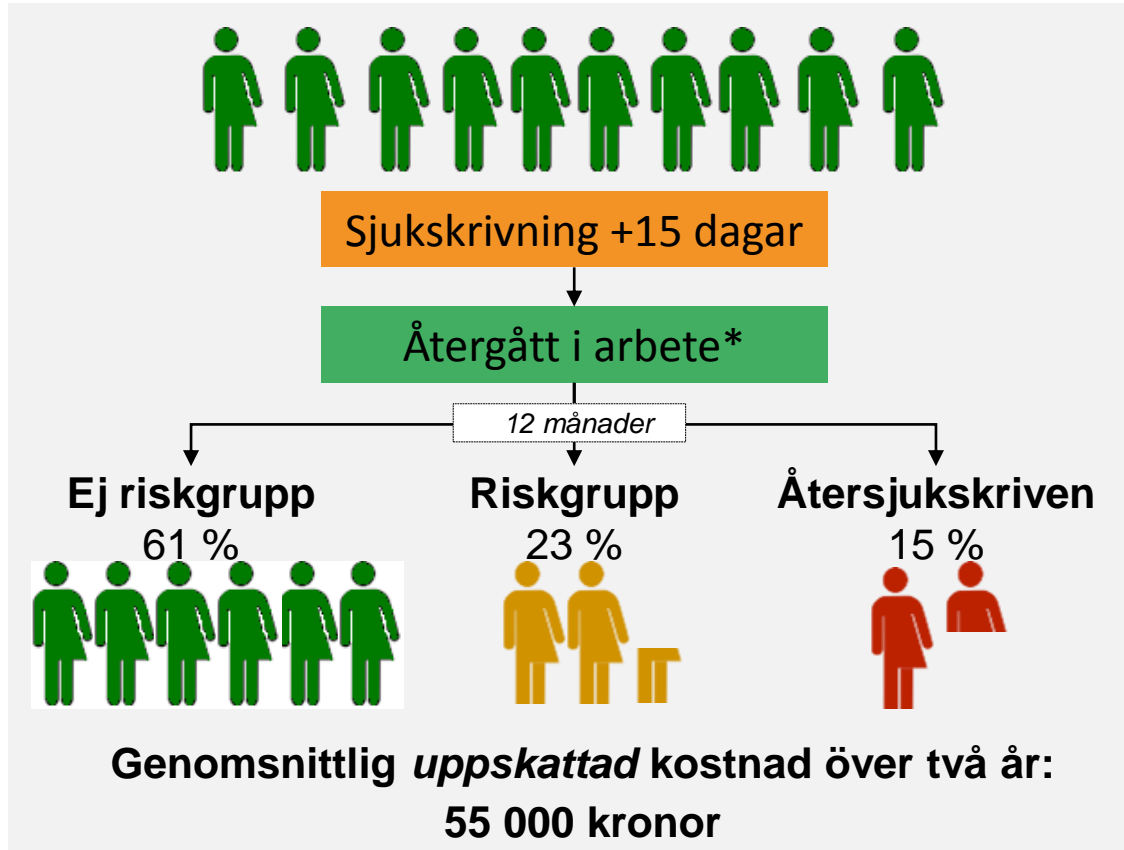 Sjukskrivning +15 dagar
Återgått i arbete*
12 månader
Ej riskgrupp
61 %
Riskgrupp
23 %
Återsjukskriven
15 %
Genomsnittlig uppskattad kostnad över två år:
55 000 kronor